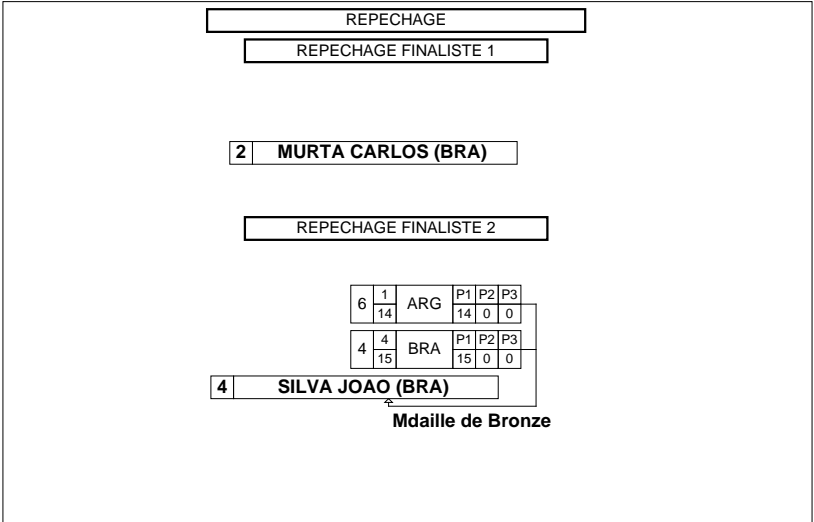 REPECHAGE
REPECHAGE FINALISTE 1
2 MURTA CARLOS (BRA)
REPECHAGE FINALISTE 2
6 1 ARG P1 P2 P3
14 14 0 0
4 4 BRA P1 P2 P3
15 15 0 0
4 SILVA JOAO (BRA)
Mdaille de Bronze